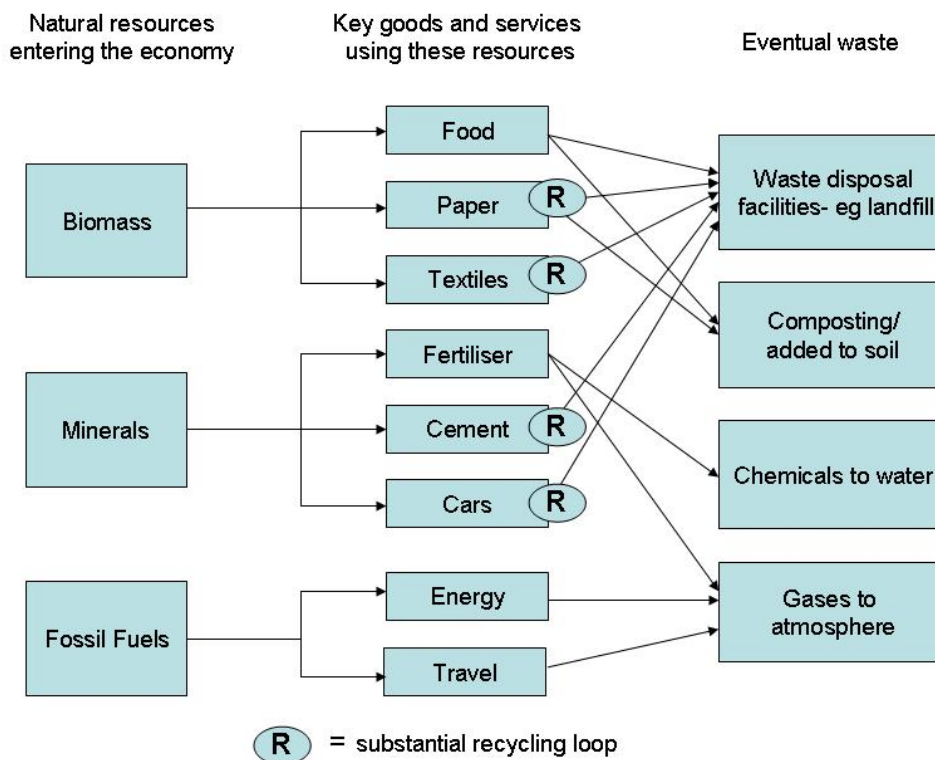 Natural resources
entering the economy
Key goods and services
using these resources
Eventual waste
Biomass
Minerals
Fossil Fuels
Food
Paper
R
Textiles
R
Fertiliser
Cement
R
Cars
R
Energy
Travel
Waste disposal
facilities- eg landfill
Composting/
added to soil
Chemicals to water
Gases to
atmosphere
R = substantial recycling loop